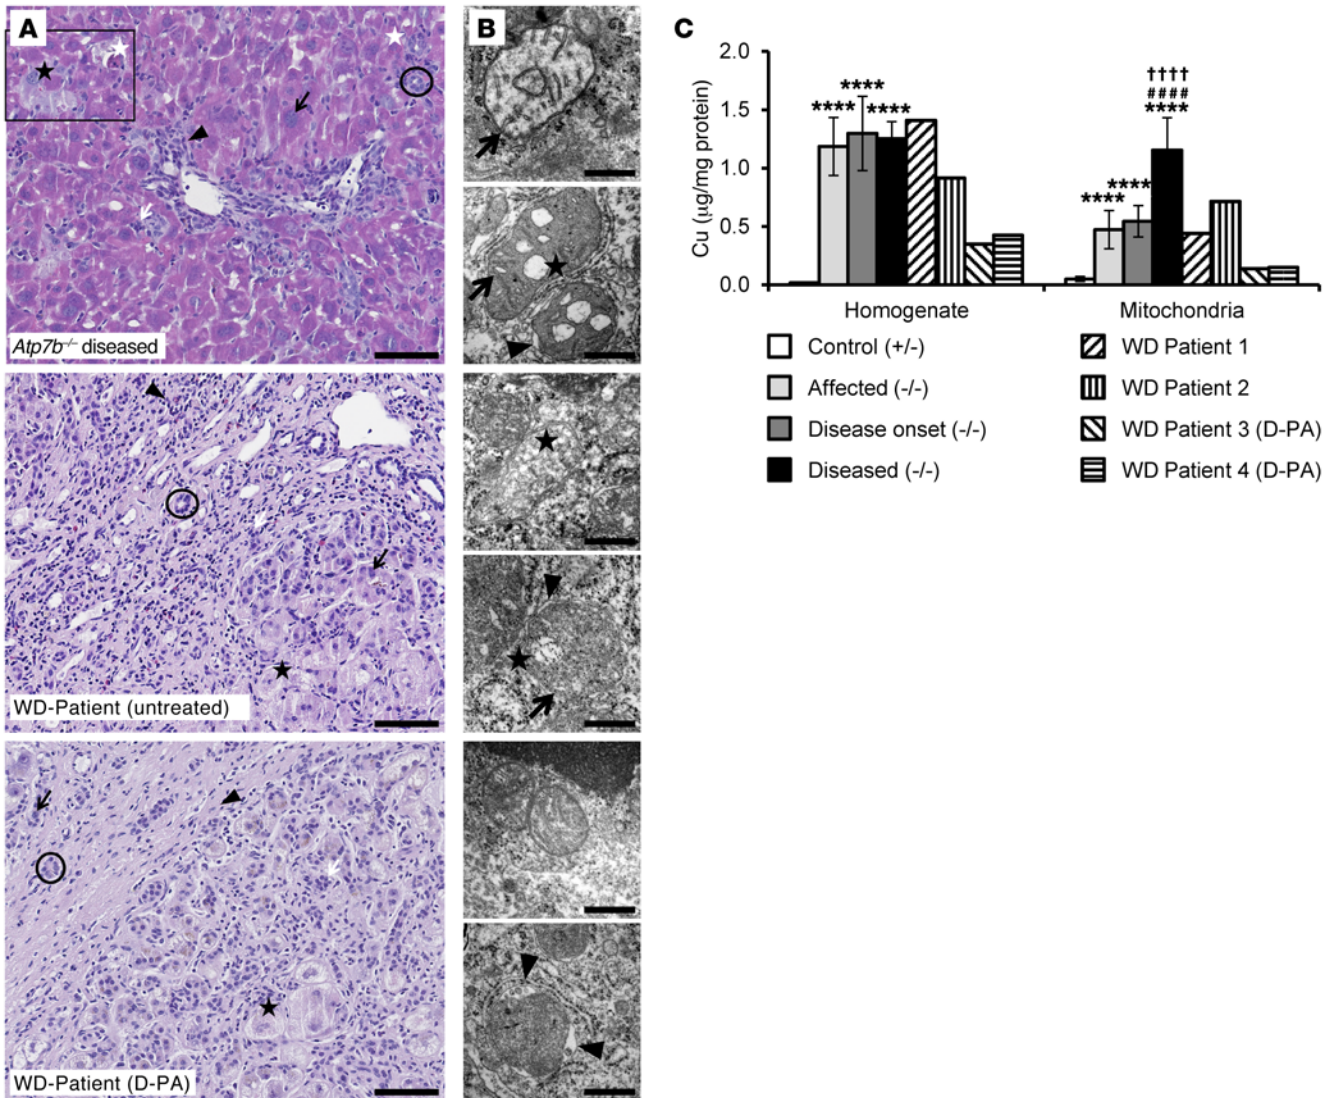 A
B
C
Atp7b-/- diseased
WD-Patient (untreated)
WD-Patient (D-PA)
Cu (µg/mg protein)
2.0
1.5
1.0
0.5
0.0
**** **** ****
**** ****
††††
####
****
Homogenate
Mitochondria
Control (+/-)
Affected (-/-)
Disease onset (-/-)
Diseased (-/-)
WD Patient 1
WD Patient 2
WD Patient 3 (D-PA)
WD Patient 4 (D-PA)